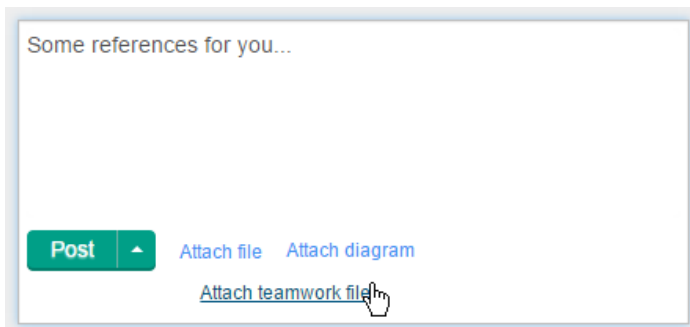 Some references for you...
Post Attach file Attach diagram
Attach teamwork file